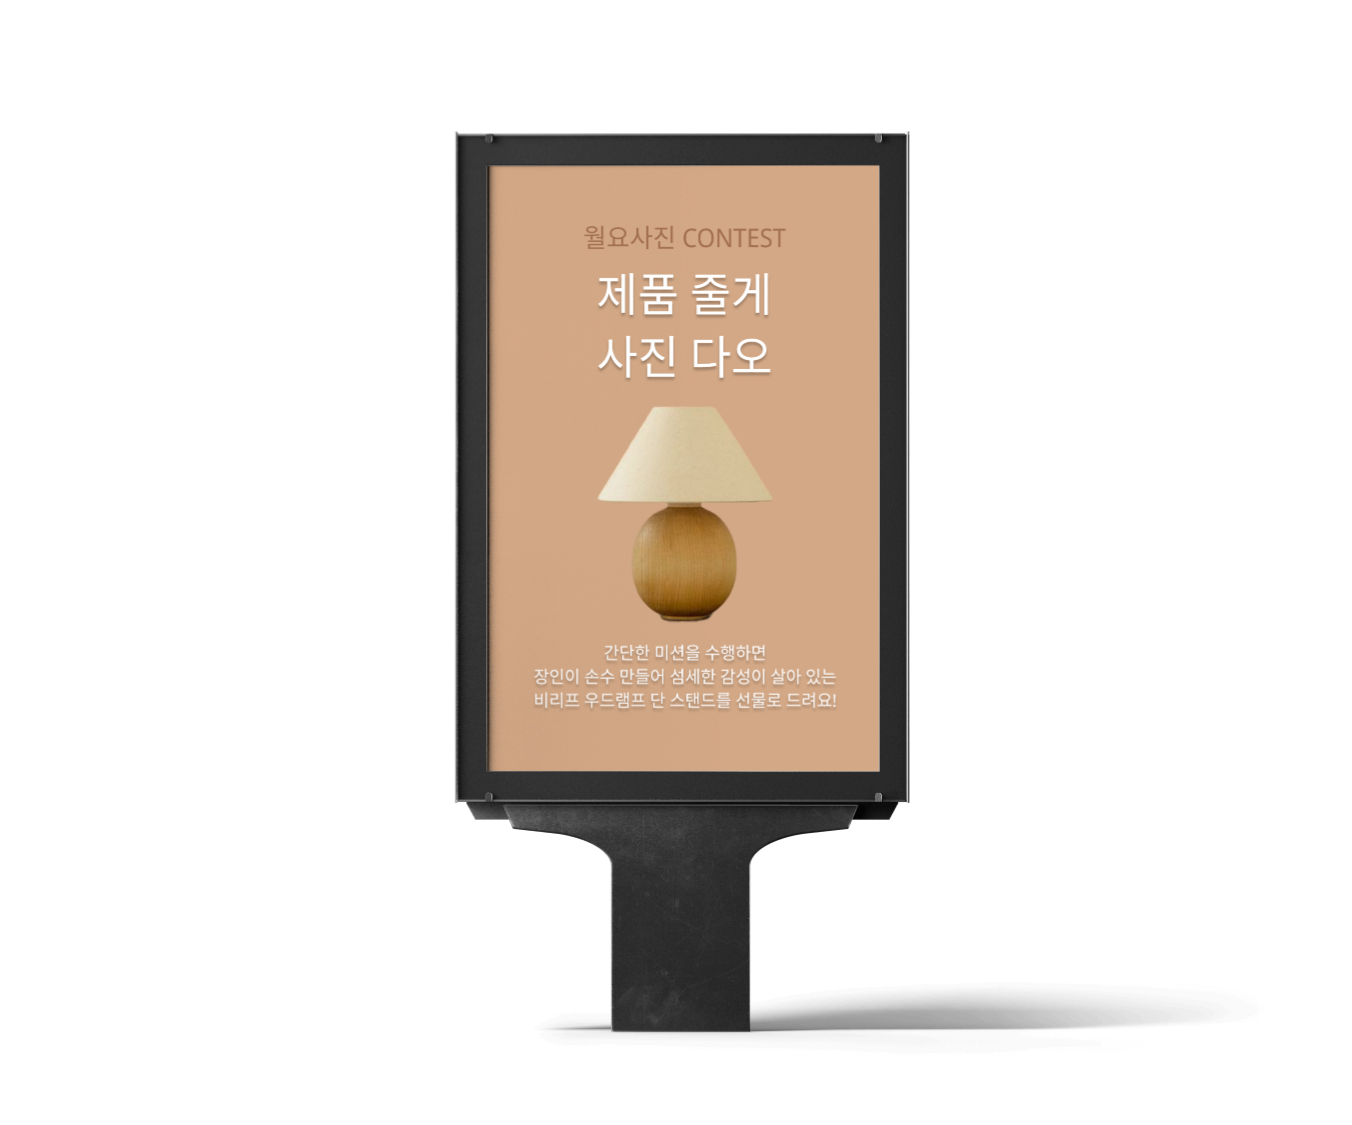 월요사진 CONTEST
제품 줄게
사진 다오
간단한 미션을 수행하면
장인이 손수 만들어 섬세한 감성이 살아 있는
비리프 우드램프 단 스탠드를 선물로 드려요!